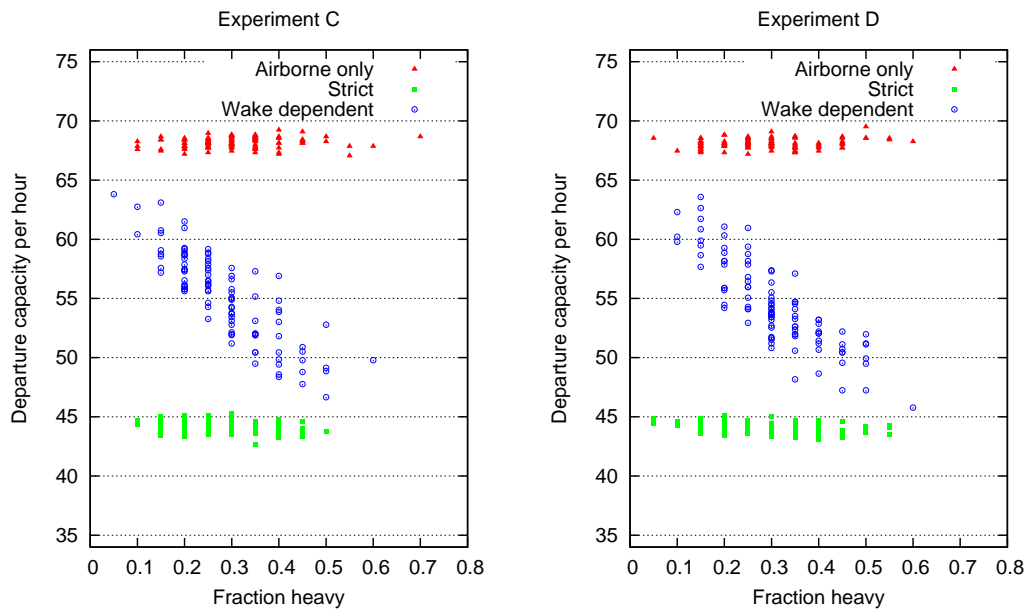 Experiment C
75
70
65
60
55
50
45
40
35
Departure capacity per hour
Airborne only
Strict
Wake dependent
0 0.1 0.2 0.3 0.4 0.5 0.6 0.7 0.8
Fraction heavy
Experiment D
75
70
65
60
55
50
45
40
35
Departure capacity per hour
Airborne only
Strict
Wake dependent
0 0.1 0.2 0.3 0.4 0.5 0.6 0.7 0.8
Fraction heavy